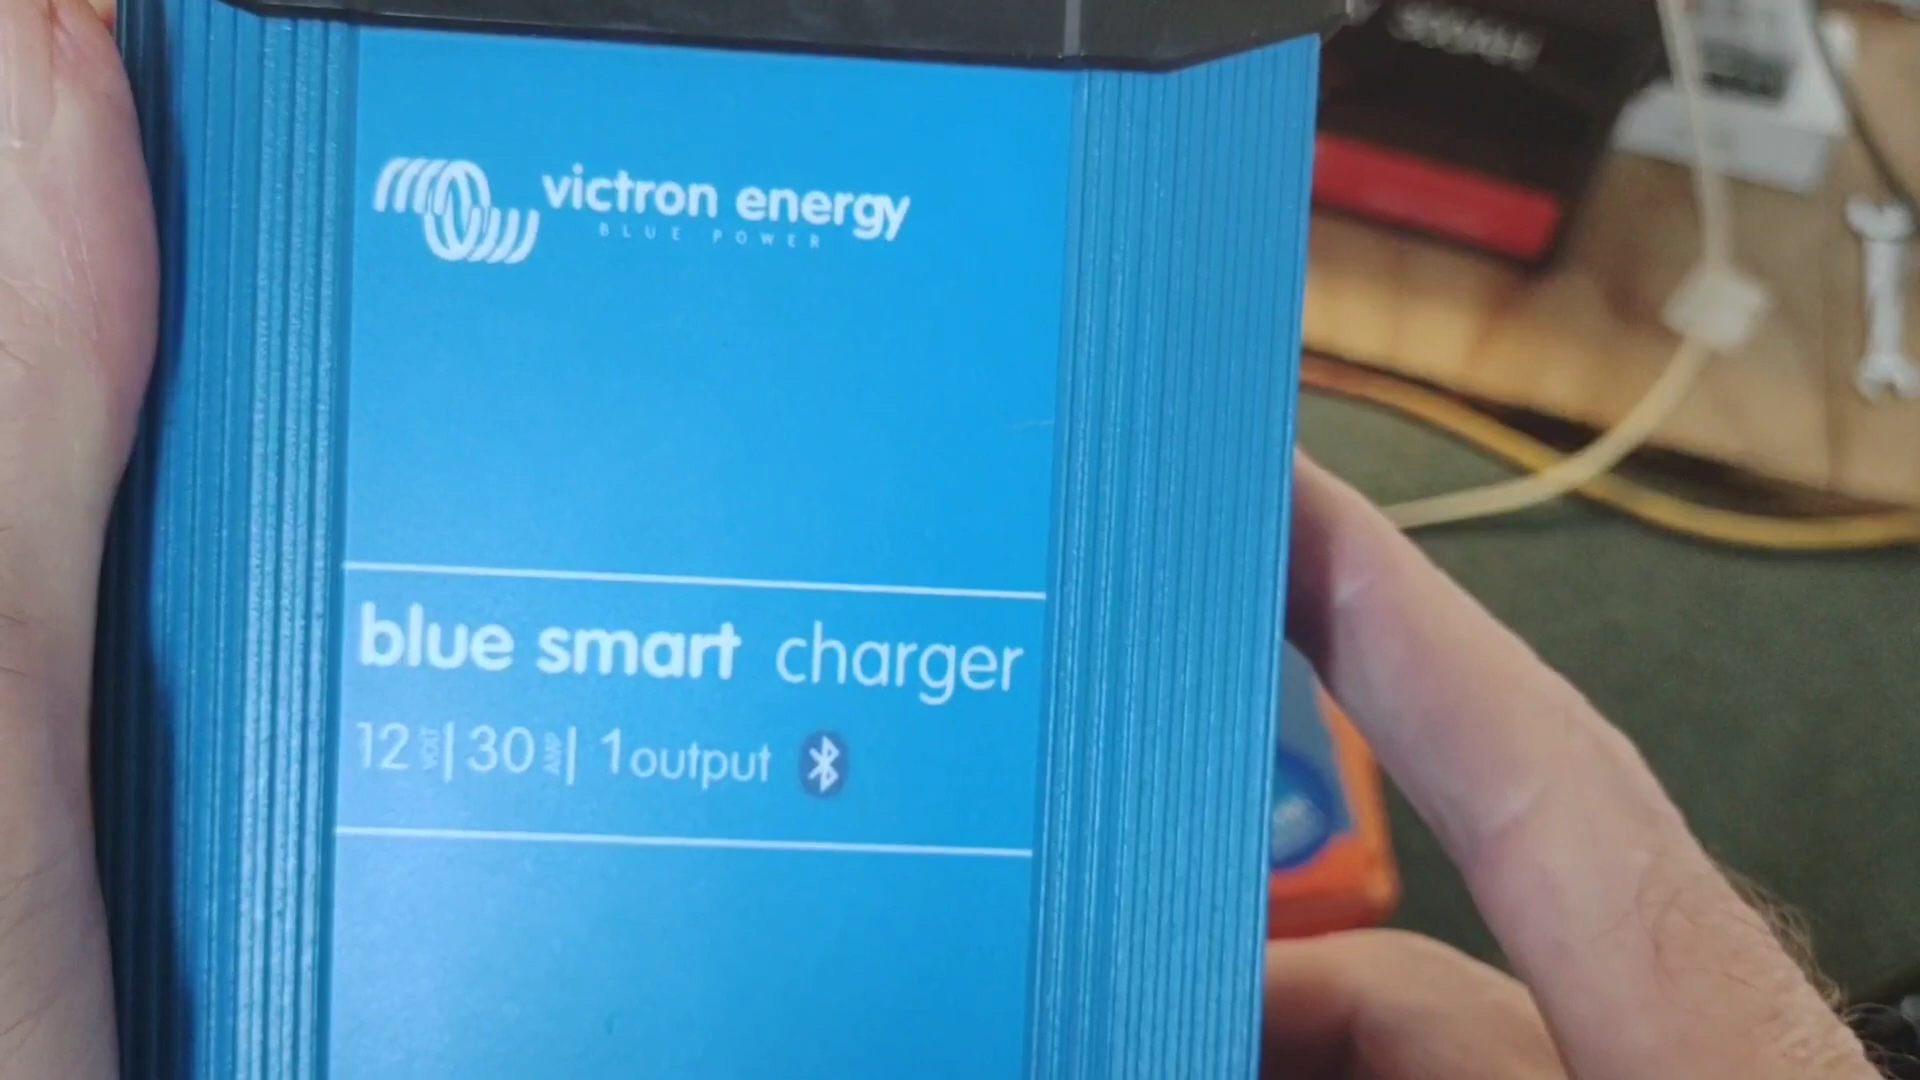 victron energy
BLUE POWER
blue smart charger
12 VOLT | 30 AMP | 1 output